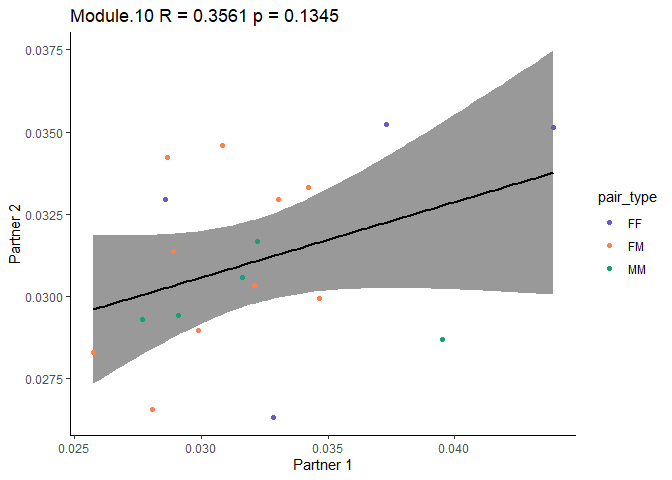 Module.10 R = 0.3561 p = 0.1345
0.0375
0.0350
0.0325
0.0300
0.0275
Partner 2
0.025
0.030
0.035
0.040
Partner 1
pair_type
FF
FM
MM